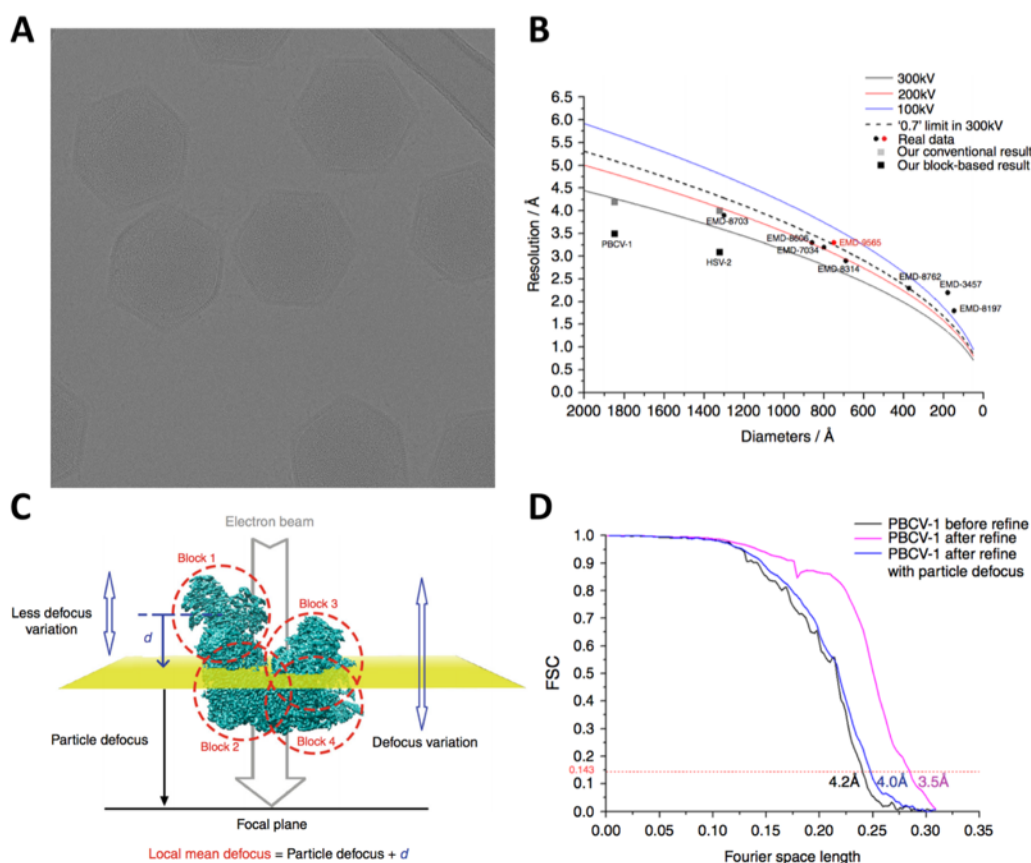 A
B
300kV
200kV
100kV
'0.7' limit in 300kV
Real data
Our conventional result
Our block-based result
6.5
6.0
5.5
5.0
4.5
4.0
3.5
3.0
2.5
2.0
1.5
1.0
0.5
0.0
Resolution / Å
PBCV-1
HSV-2
EMD-8703
EMD-8606
EMD-9565
EMD-7034
EMD-8314
EMD-8762
EMD-3457
EMD-8197
2000 1800 1600 1400 1200 1000 800 600 400 200 0
Diameters / Å
C
Electron beam
Block 1
Block 3
Less defocus
variation
d
Particle defocus
Block 2
Block 4
Defocus variation
Focal plane
Local mean defocus = Particle defocus + d
D
PBCV-1 before refine
PBCV-1 after refine
PBCV-1 after refine
with particle defocus
1.0
0.9
0.8
0.7
0.6
0.5
0.4
0.3
0.2
0.143
0.1
0.0
FSC
4.2Å 4.0Å 3.5Å
0.00 0.05 0.10 0.15 0.20 0.25 0.30 0.35
Fourier space length